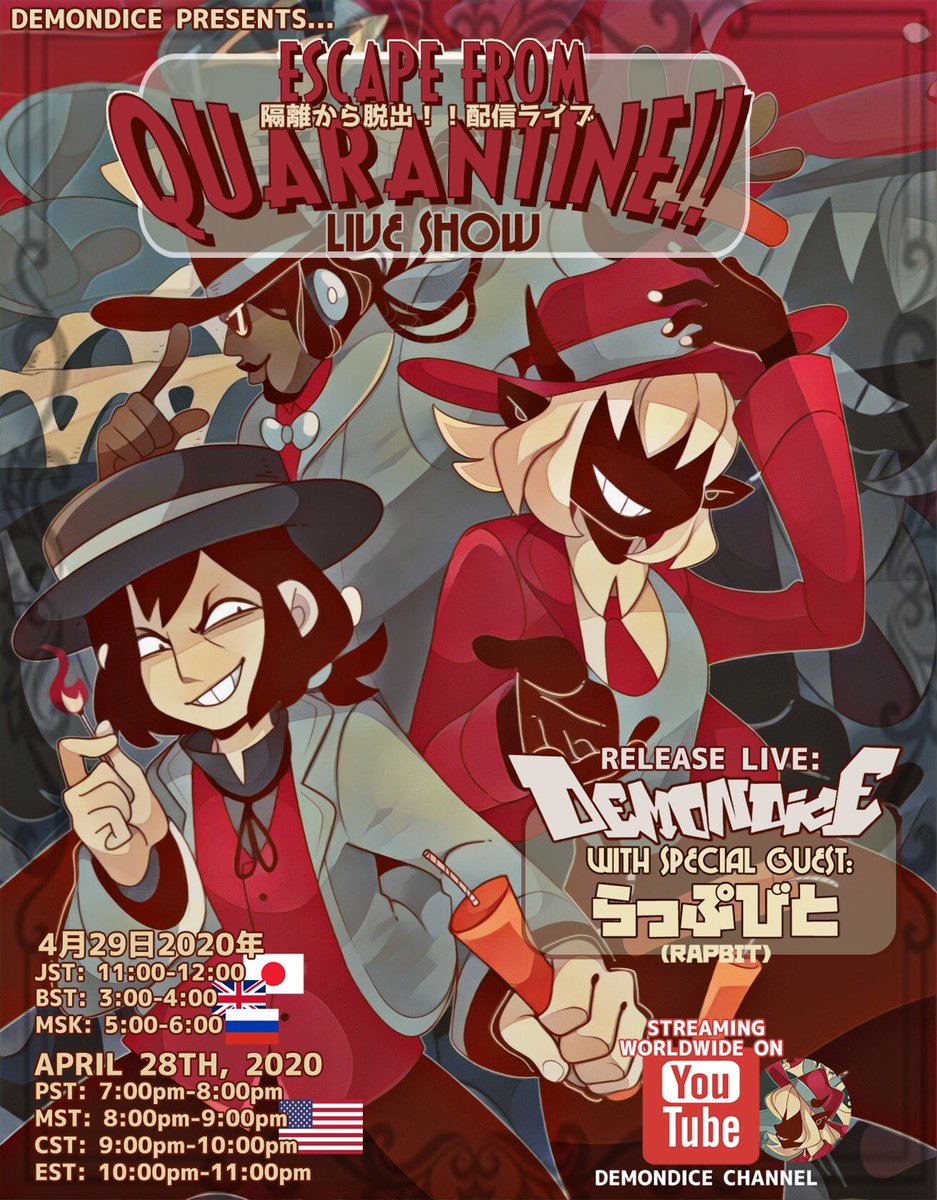 DEMONDICE PRESENTS...
ESCAPE FROM
隔離から脱出！！配信ライブ
QUARANTINE!!
LIVE SHOW
RELEASE LIVE:
DEMONDICE
WITH SPECIAL GUEST:
らっぷびと
(RAPBIT)
4月29日2020年
JST: 11:00-12:00
BST: 3:00-4:00
MSK: 5:00-6:00
APRIL 28TH, 2020
PST: 7:00pm-8:00pm
MST: 8:00pm-9:00pm
CST: 9:00pm-10:00pm
EST: 10:00pm-11:00pm
STREAMING
WORLDWIDE ON
You
Tube
DEMONDICE CHANNEL